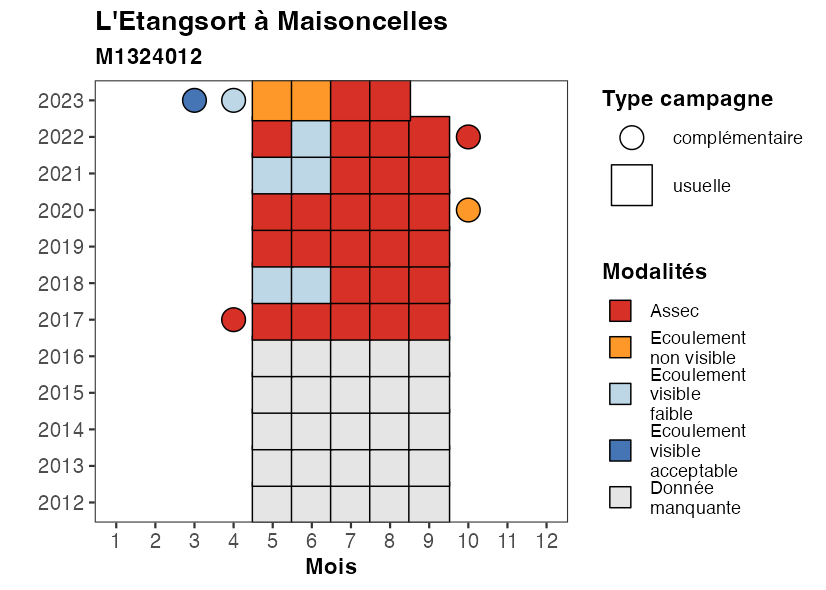 L'Etangsort à Maisoncelles
M1324012
2023
2022
2021
2020
2019
2018
2017
2016
2015
2014
2013
2012
1 2 3 4 5 6 7 8 9 10 11 12
Mois
Type campagne
complémentaire
usuelle
Modalités
Assec
Ecoulement
non visible
Ecoulement
visible
faible
Ecoulement
visible
acceptable
Donnée
manquante